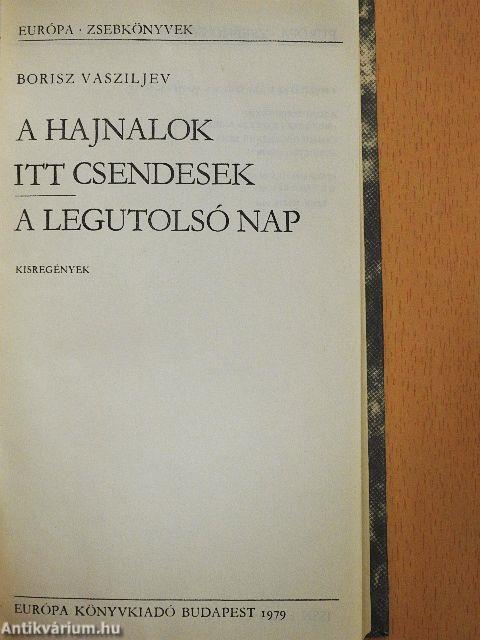 EURÓPA · ZSEBKÖNYVEK
BORISZ VASZILJEV
A HAJNALOK
ITT CSENDESEK
A LEGUTOLSÓ NAP
KISREGÉNYEK
EURÓPA KÖNYVKIADÓ BUDAPEST 1979
Antikvárium.hu